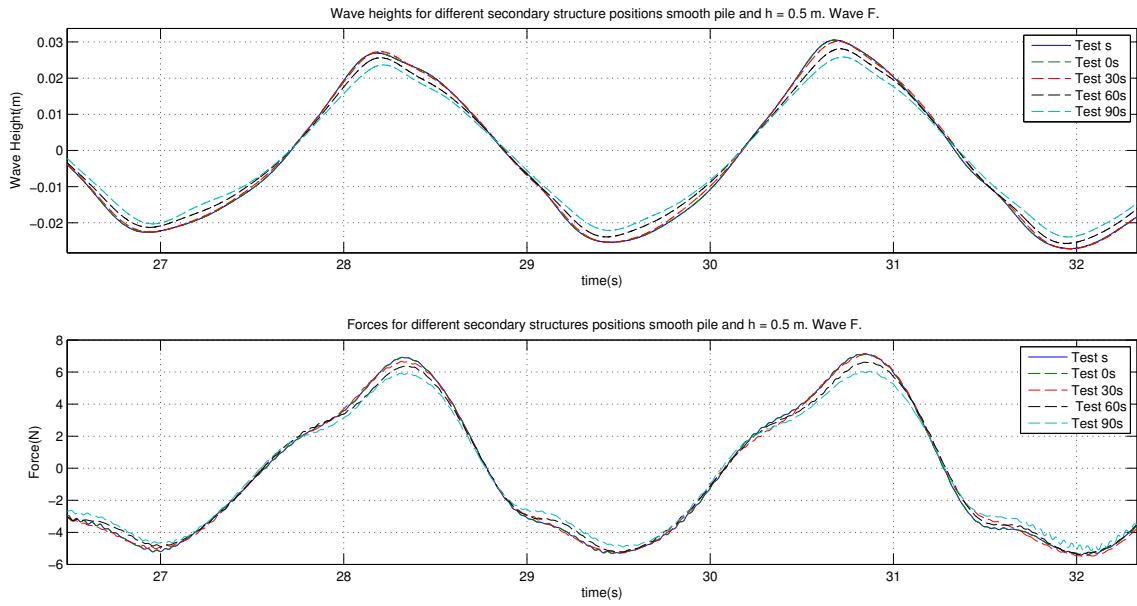 Wave heights for different secondary structure positions smooth pile and h = 0.5 m. Wave F.
Wave Height(m)
0.03
0.02
0.01
0
−0.01
−0.02
27
28
29
30
31
32
time(s)
Test s
Test 0s
Test 30s
Test 60s
Test 90s
Forces for different secondary structures positions smooth pile and h = 0.5 m. Wave F.
Force(N)
8
6
4
2
0
−2
−4
−6
27
28
29
30
31
32
time(s)
Test s
Test 0s
Test 30s
Test 60s
Test 90s